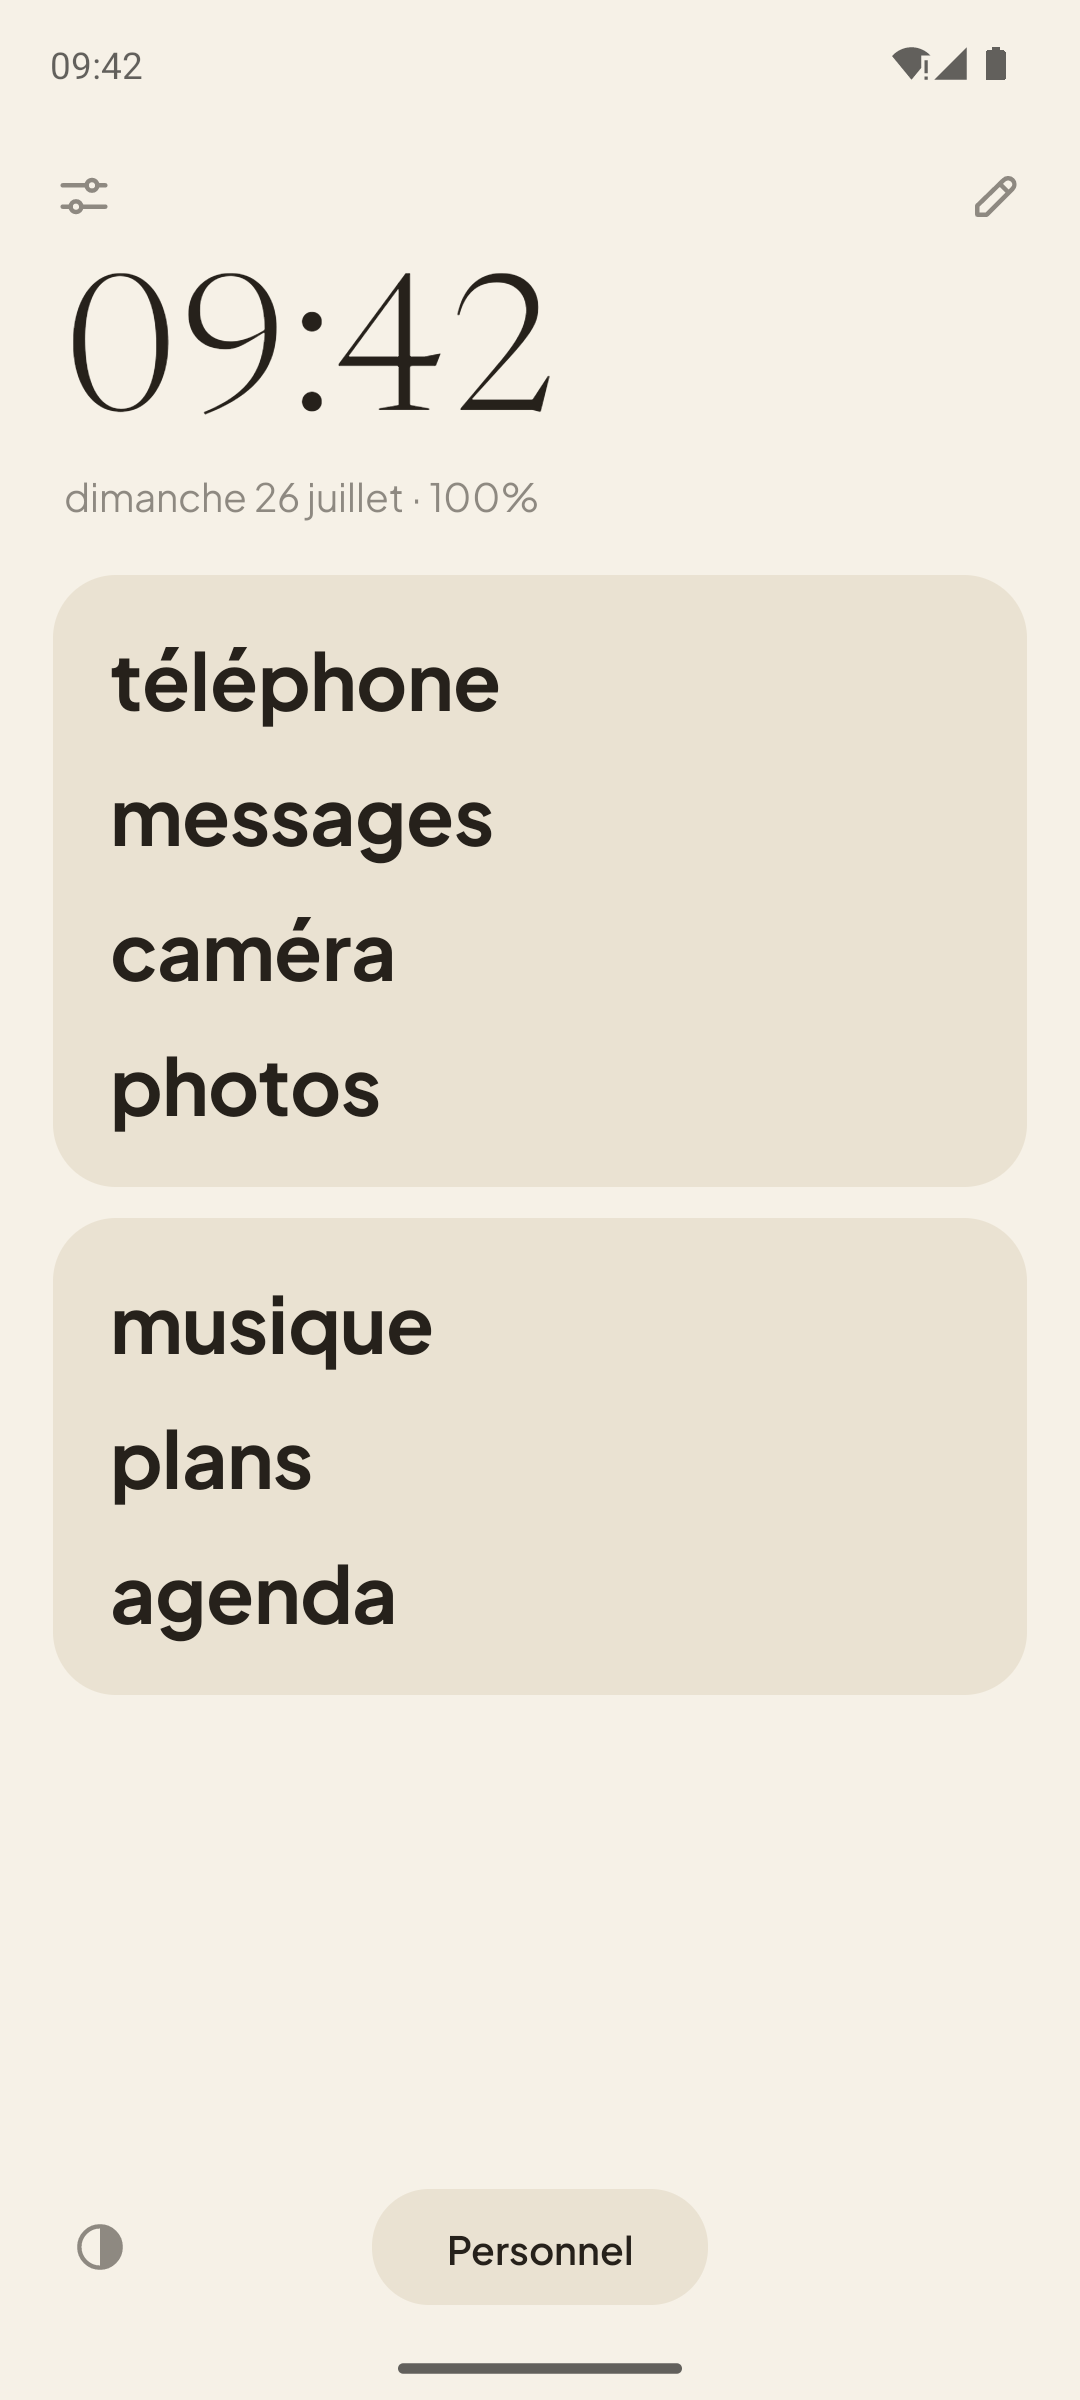 09:42
09:42
dimanche 26 juillet · 100%
téléphone
messages
caméra
photos
musique
plans
agenda
Personnel